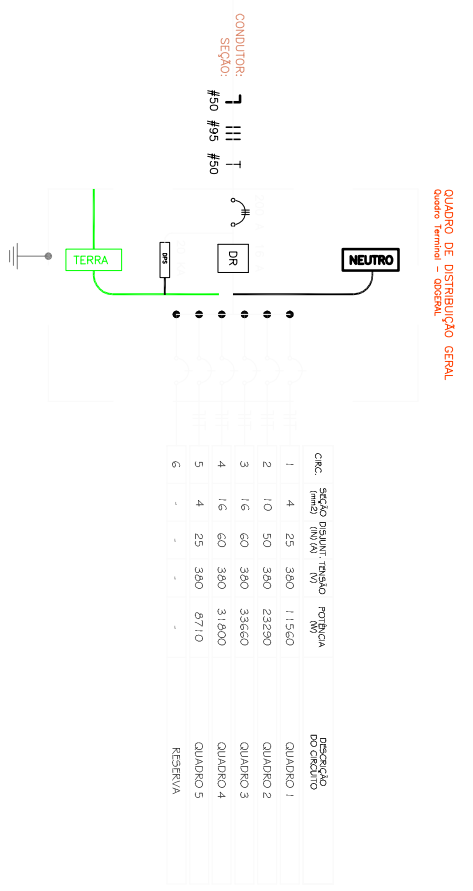 QUADRO DE DISTRIBUIÇÃO GERAL
Quadro Terminal - QDGERAL
CONDUTOR:
SEÇÃO:
#50 #95 #50
NEUTRO
DR
DPS
TERRA
CIRC. SEÇÃO (mm2) DISJUNT. (IN)(A) TENSÃO (V) POTÊNCIA (W) DESCRIÇÃO DO CIRCUITO
1 4 25 380 11560 QUADRO 1
2 10 50 380 23290 QUADRO 2
3 16 60 380 33660 QUADRO 3
4 16 60 380 31800 QUADRO 4
5 4 25 380 8710 QUADRO 5
6 - - - - RESERVA